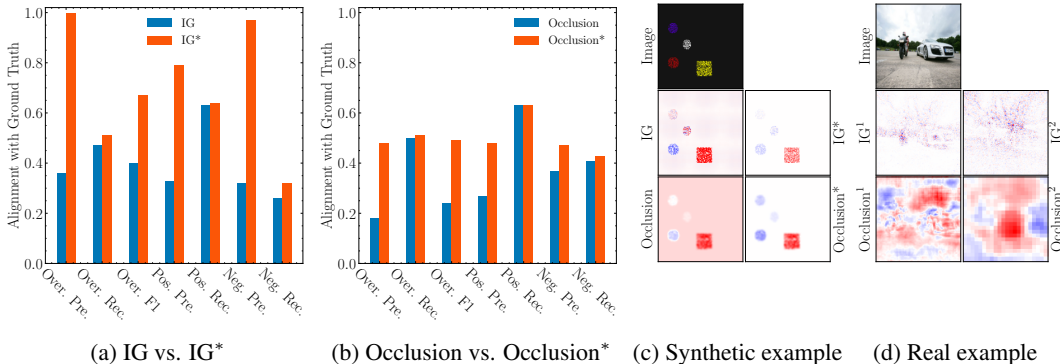 Alignment with Ground Truth
1.0
0.8
0.6
0.4
0.2
0.0
IG
IG*
Over. Pre.
Over. Rec.
Over. F1
Pos. Pre.
Pos. Rec.
Neg. Pre.
Neg. Rec.
(a) IG vs. IG*
Alignment with Ground Truth
1.0
0.8
0.6
0.4
0.2
0.0
Occlusion
Occlusion*
Over. Pre.
Over. Rec.
Over. F1
Pos. Pre.
Pos. Rec.
Neg. Pre.
Neg. Rec.
(b) Occlusion vs. Occlusion*
Image
IG
IG*
Occlusion
Occlusion*
(c) Synthetic example
Image
IG¹
IG²
Occlusion¹
Occlusion²
(d) Real example